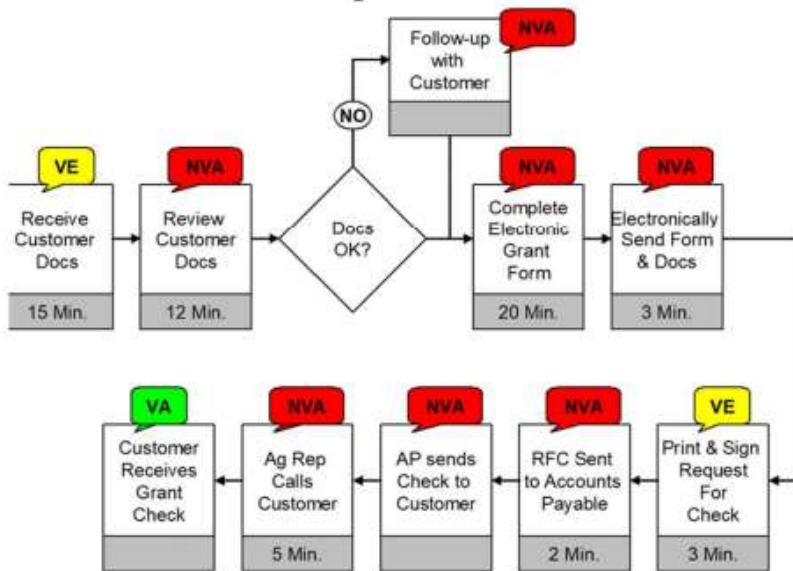 NVA
Follow-up
with
Customer
NO
VE
Receive
Customer
Docs
15 Min.
NVA
Review
Customer
Docs
12 Min.
Docs
OK?
NVA
Complete
Electronic
Grant
Form
20 Min.
NVA
Electronically
Send Form
& Docs
3 Min.
VA
Customer
Receives
Grant
Check
NVA
Ag Rep
Calls
Customer
5 Min.
NVA
AP sends
Check to
Customer
NVA
RFC Sent
to Accounts
Payable
2 Min.
VE
Print & Sign
Request
For
Check
3 Min.